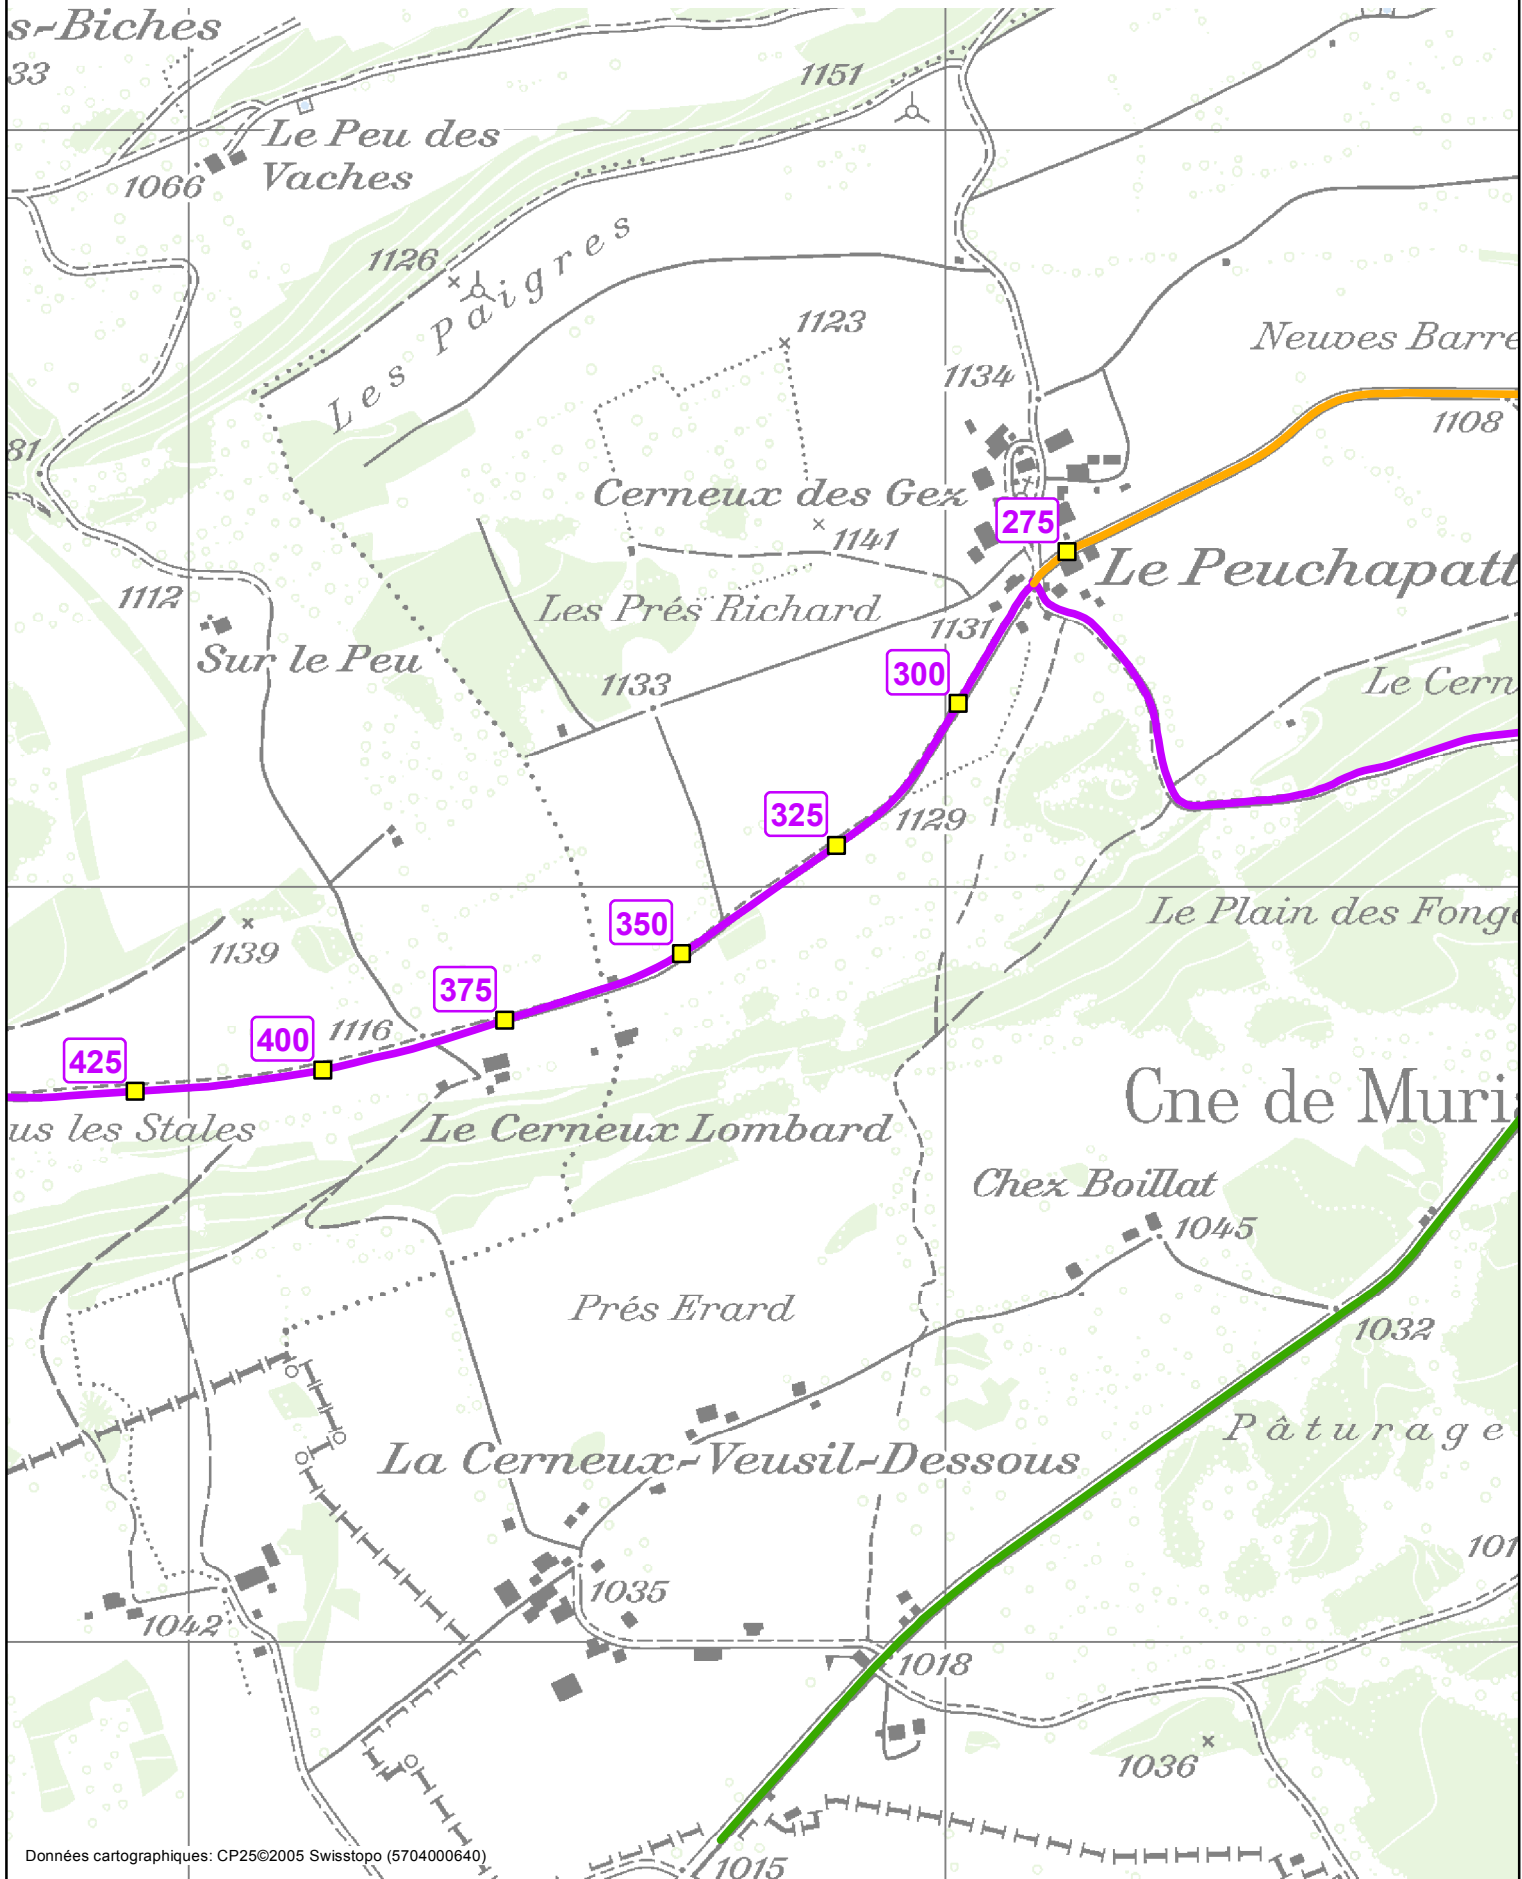 s-Biches
33
1151
Le Peu des
Vaches
1066
1126
Les Paigres
1123
Neuves Barre
1134
1108
81
Cerneux des Gez
275
1141
Le Peuchapatt
1112
Les Prés Richard
1131
Sur le Peu
300
1133
Le Cern
325
1129
350
Le Plain des Fong
1139
375
1116
400
425
Cne de Muri
us les Stales
Le Cerneux Lombard
Chez Boillat
1045
Prés Erard
1032
Pâturage
La Cerneux-Veusil-Dessous
101
1035
1042
1018
1036
Données cartographiques: CP25©2005 Swisstopo (5704000640)
1015